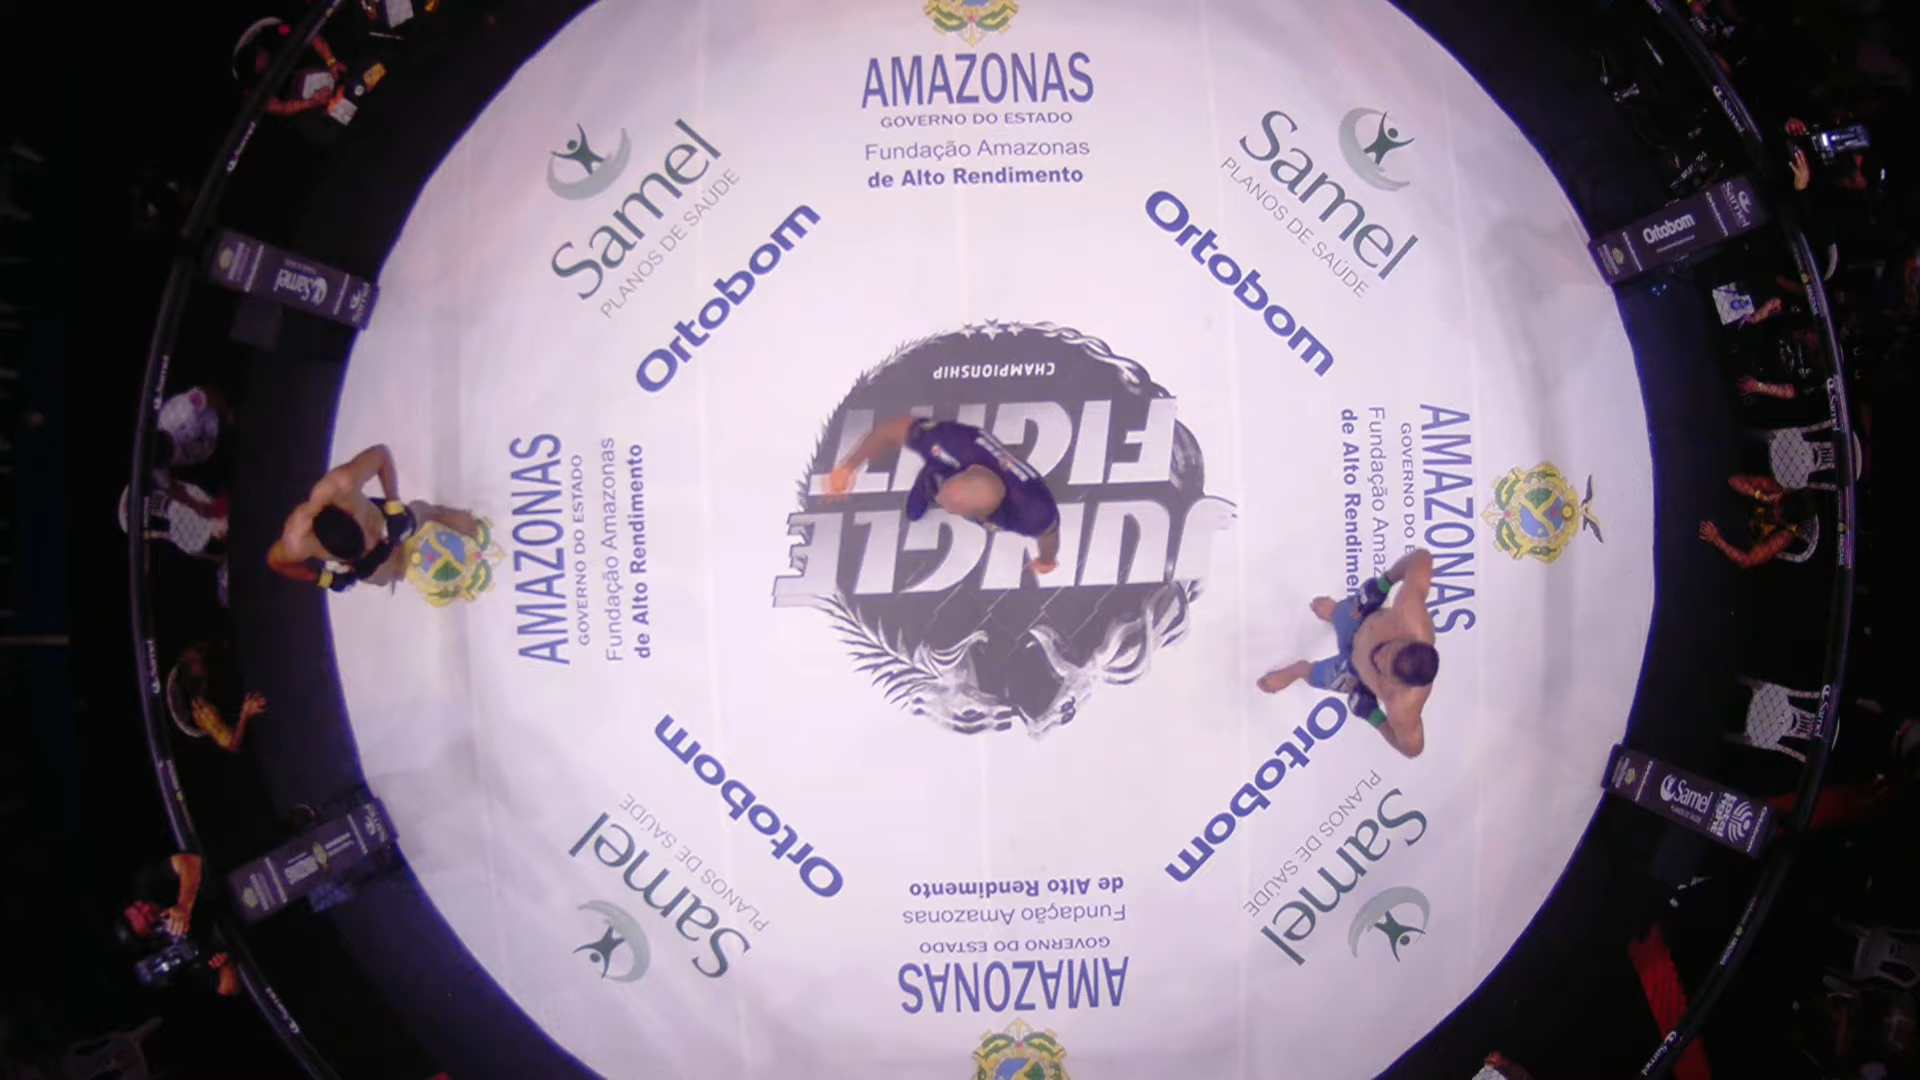 AMAZONAS
GOVERNO DO ESTADO
Fundação Amazonas
de Alto Rendimento
Samel
PLANOS DE SAÚDE
Ortobom
Samel
PLANOS DE SAÚDE
Ortobom
Samel
Ortobom
Samel
CHAMPIONSHIP
JUNGLE
FIGHT
AMAZONAS
GOVERNO DO ESTADO
Fundação Amazonas
de Alto Rendimento
AMAZONAS
GOVERNO DO E
Fundação Amaz
de Alto Rendimen
Ortobom
Samel
PLANOS DE SAÚDE
Ortobom
Samel
PLANOS DE SAÚDE
Samel
AMAZONAS
GOVERNO DO ESTADO
Fundação Amazonas
de Alto Rendimento